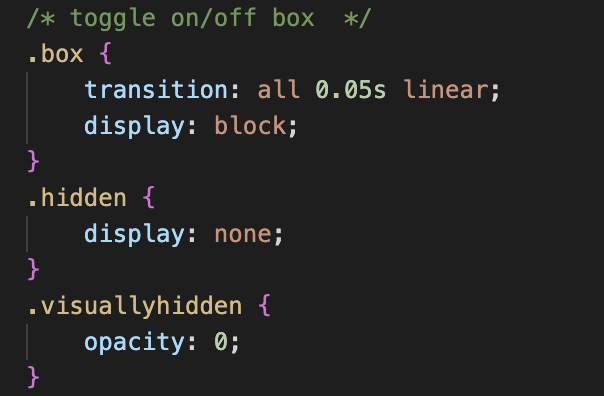 /* toggle on/off box  */
.box {
    transition: all 0.05s linear;
    display: block;
}
.hidden {
    display: none;
}
.visuallyhidden {
    opacity: 0;
}